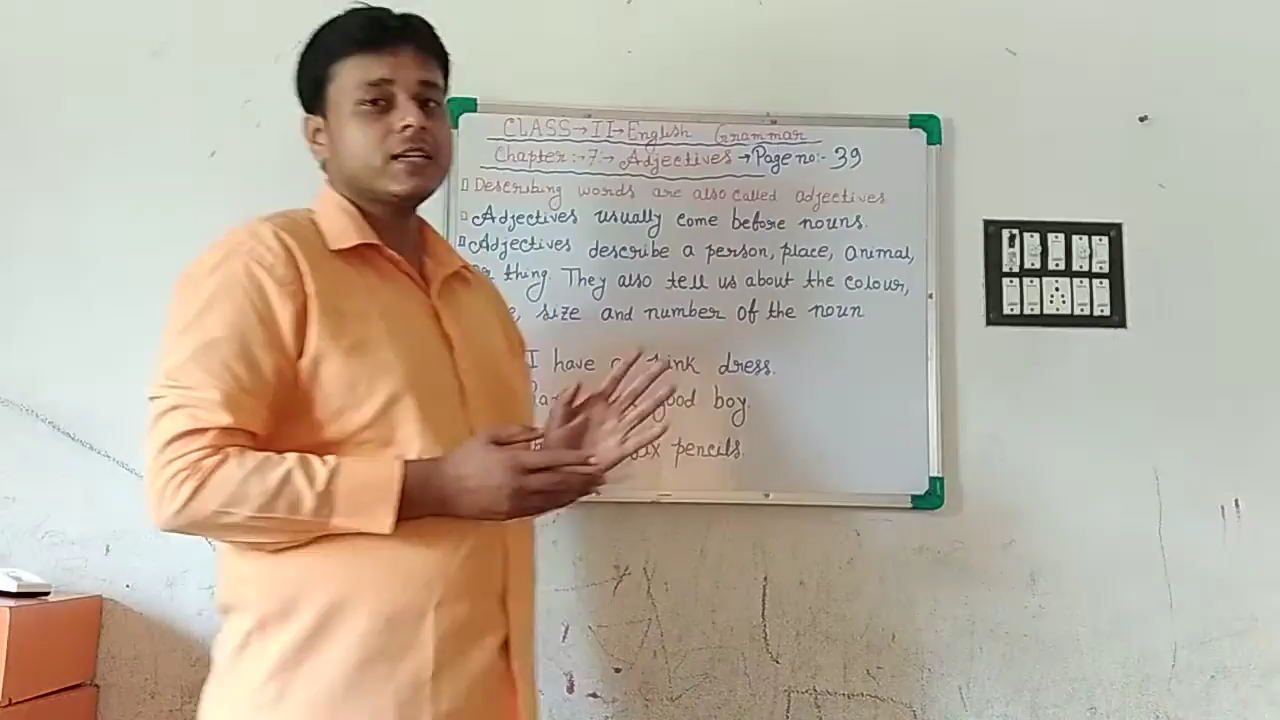 CLASS→II→English Grammar
Chapter:-7:→ Adjectives →Page no:- 39
Describing words are also called adjectives
Adjectives usually come before nouns.
Adjectives describe a person, place, animal,
thing. They also tell us about the colour,
size and number of the noun
I have dress.
good boy.
six pencils.